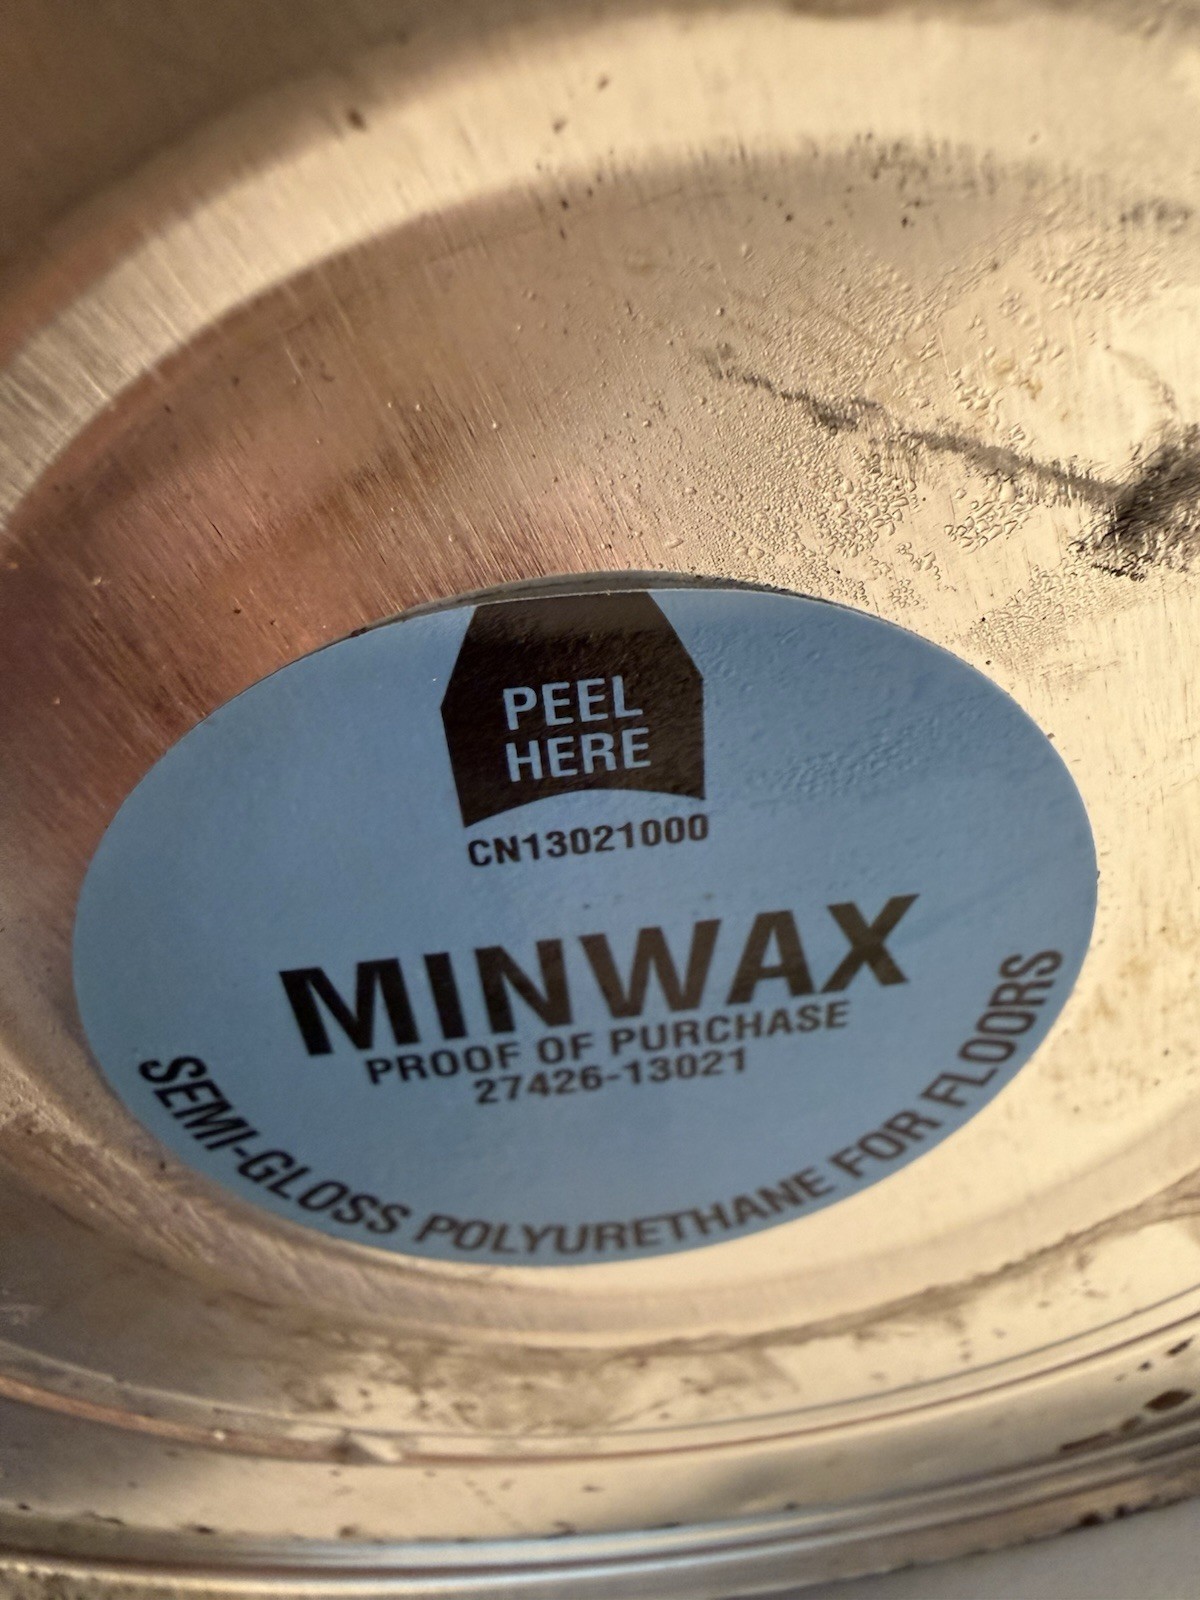 PEEL
HERE
CN13021000
MINWAX
PROOF OF PURCHASE
27426-13021
SEMI-GLOSS POLYURETHANE FOR FLOORS